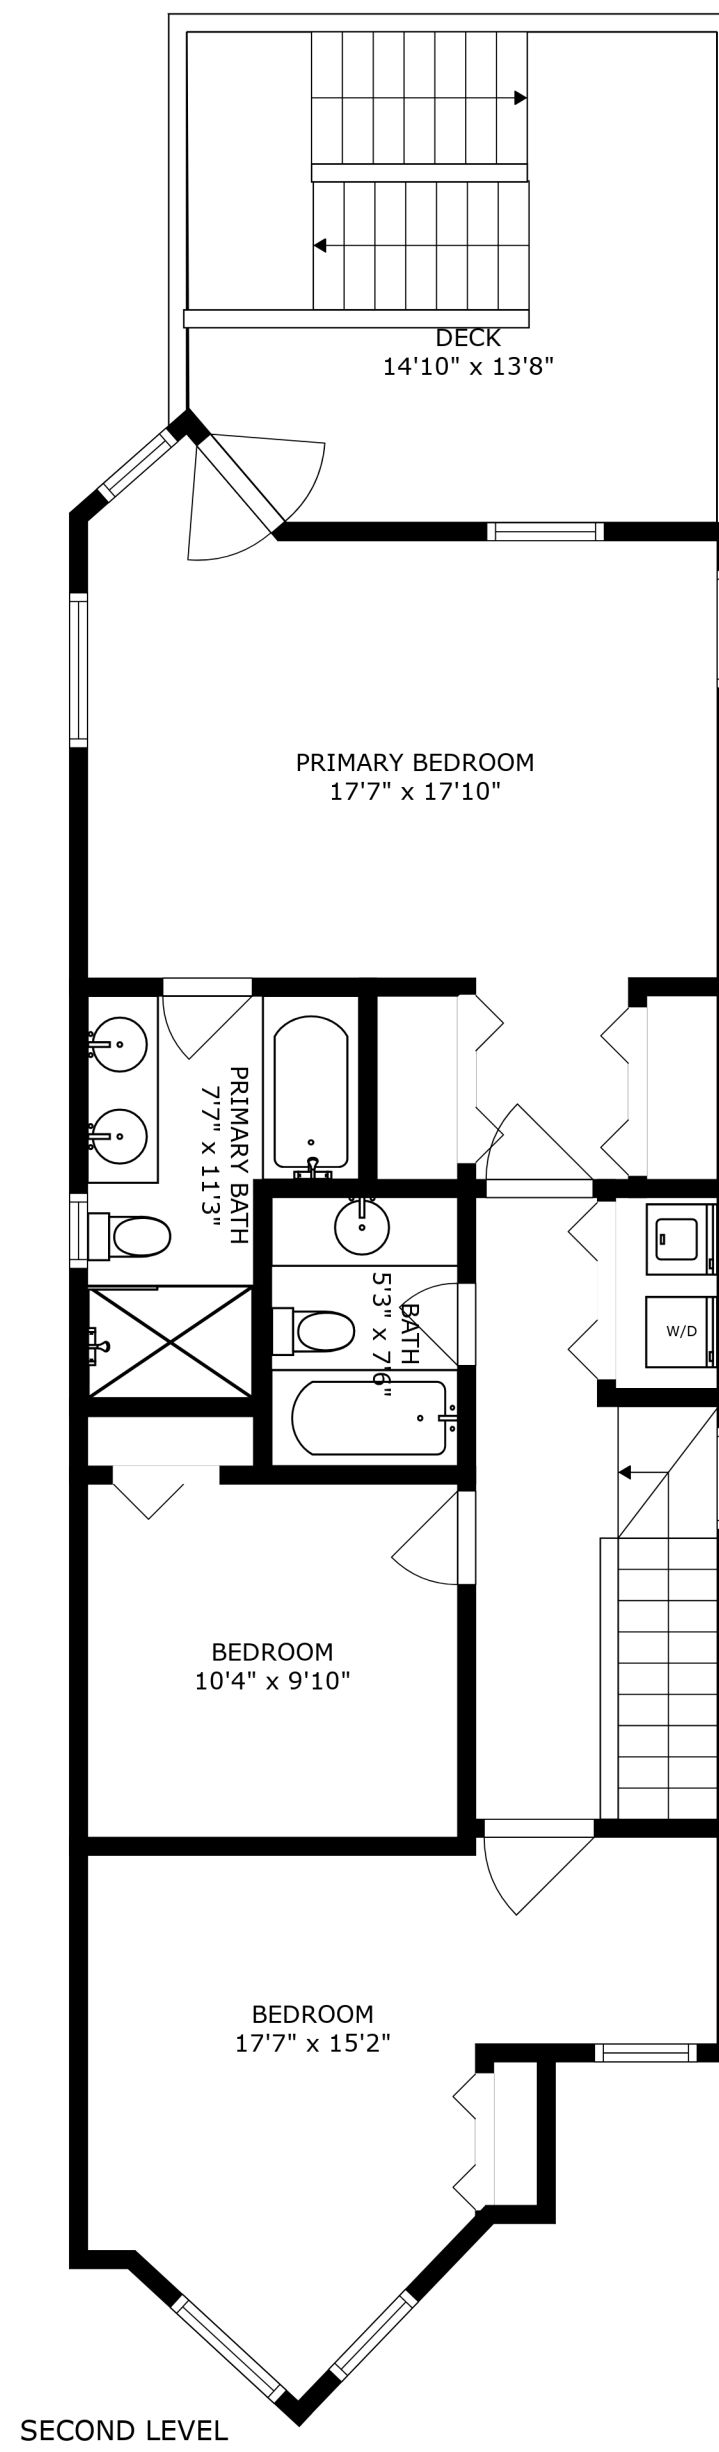 DECK
14'10" x 13'8"
PRIMARY BEDROOM
17'7" x 17'10"
PRIMARY BATH
7'7" x 11'3"
BATH
5'3" x 7'6"
W/D
BEDROOM
10'4" x 9'10"
BEDROOM
17'7" x 15'2"
SECOND LEVEL